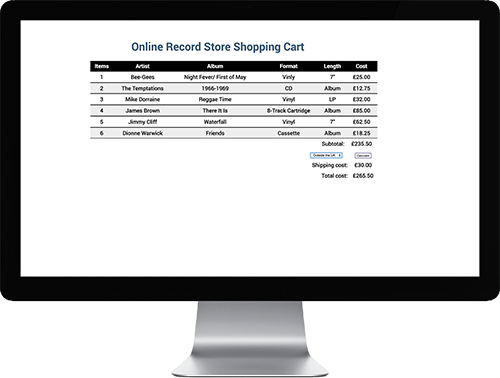 Online Record Store Shopping Cart
Items Artist Album Format Length Cost
1 Bee-Gees Night Fever/ First of May Vinly 7" £25.00
2 The Temptations 1966-1969 CD Album £12.75
3 Mike Dorraine Reggae Time Vinyl LP £32.00
4 James Brown There It Is 8-Track Cartridge Album £85.00
5 Jimmy Cliff Waterfall Vinyl 7" £62.50
6 Dionne Warwick Friends Cassette Album £18.25
Subtotal: £235.50
Outside the UK
Shipping cost: £30.00
Total cost: £265.50